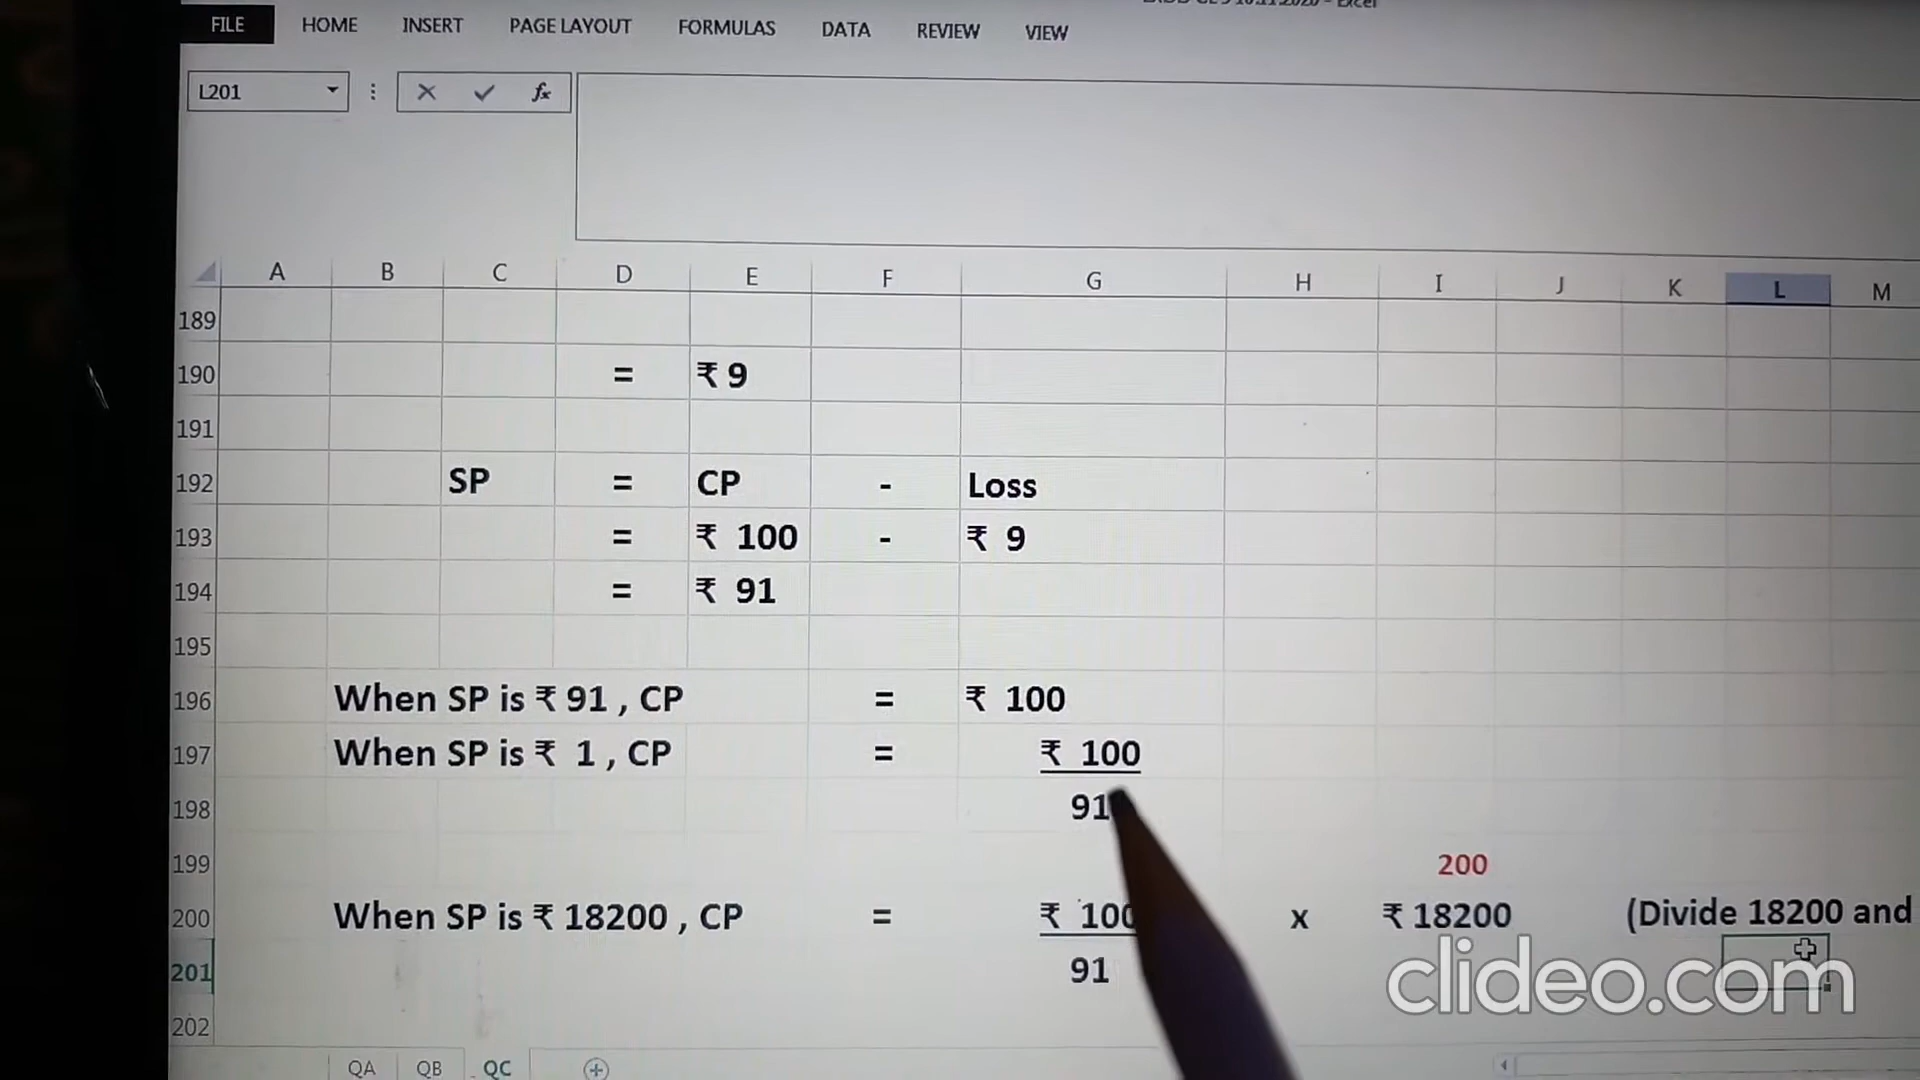 FILE HOME INSERT PAGE LAYOUT FORMULAS DATA REVIEW VIEW
L201 fx
A B C D E F G H I J K L M
189
190 = ₹ 9
191
192 SP = CP - Loss
193 = ₹ 100 - ₹ 9
194 = ₹ 91
195
196 When SP is ₹ 91 , CP = ₹ 100
197 When SP is ₹ 1 , CP = ₹ 100
198 91
199 200
200 When SP is ₹ 18200 , CP = ₹ 100 x ₹ 18200 (Divide 18200 and
201 91
202
clideo.com
QA QB QC